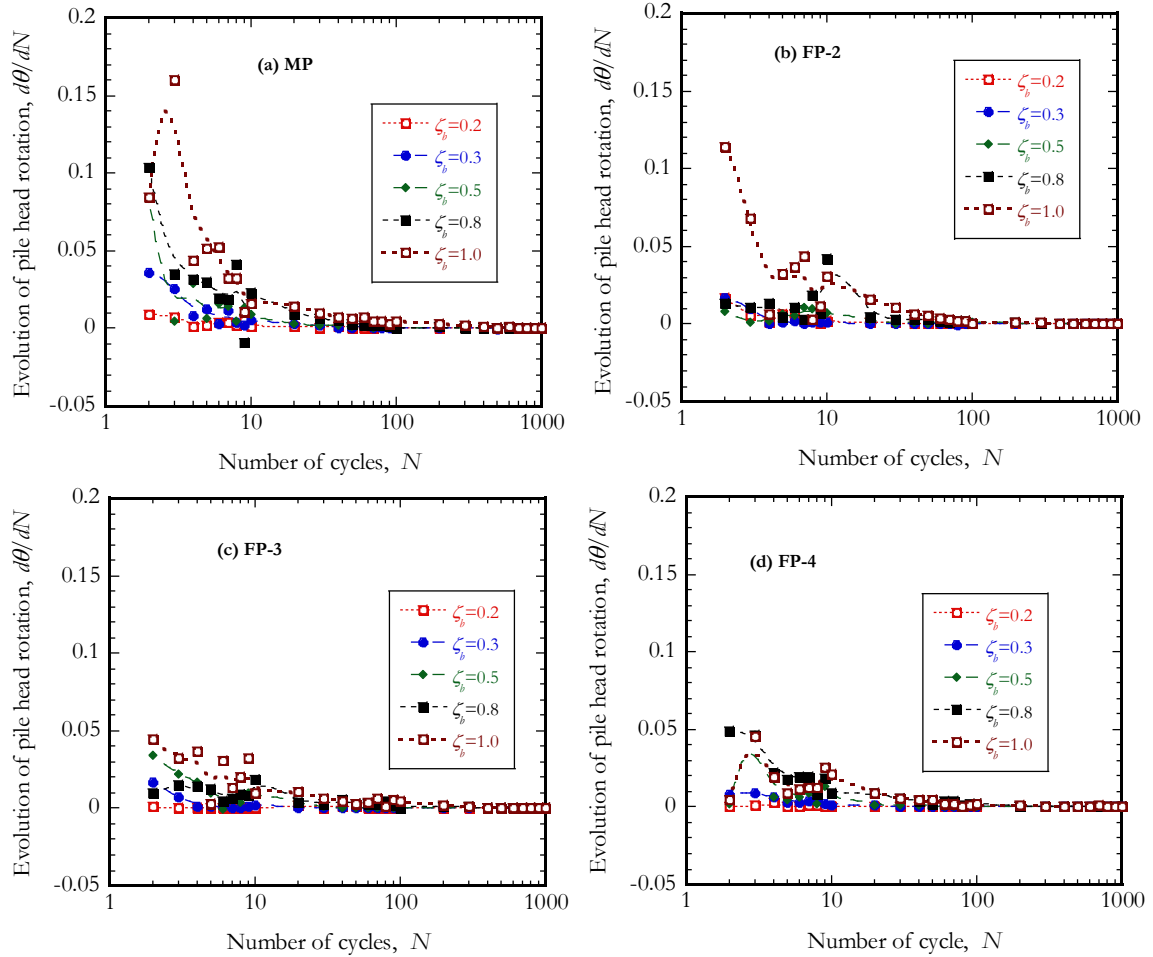 0.2
0.15
0.1
0.05
0
-0.05
Evolution of pile head rotation, dθ/dN
(a) MP
ζb=0.2
ζb=0.3
ζb=0.5
ζb=0.8
ζb=1.0
1 10 100 1000
Number of cycles, N
0.2
0.15
0.1
0.05
0
-0.05
Evolution of pile head rotation, dθ/dN
(b) FP-2
ζb=0.2
ζb=0.3
ζb=0.5
ζb=0.8
ζb=1.0
1 10 100 1000
Number of cycles, N
0.2
0.15
0.1
0.05
0
-0.05
Evolution of pile head rotation, dθ/dN
(c) FP-3
ζb=0.2
ζb=0.3
ζb=0.5
ζb=0.8
ζb=1.0
1 10 100 1000
Number of cycles, N
0.2
0.15
0.1
0.05
0
-0.05
Evolution of pile head rotation, dθ/dN
(d) FP-4
ζb=0.2
ζb=0.3
ζb=0.5
ζb=0.8
ζb=1.0
1 10 100 1000
Number of cycle, N